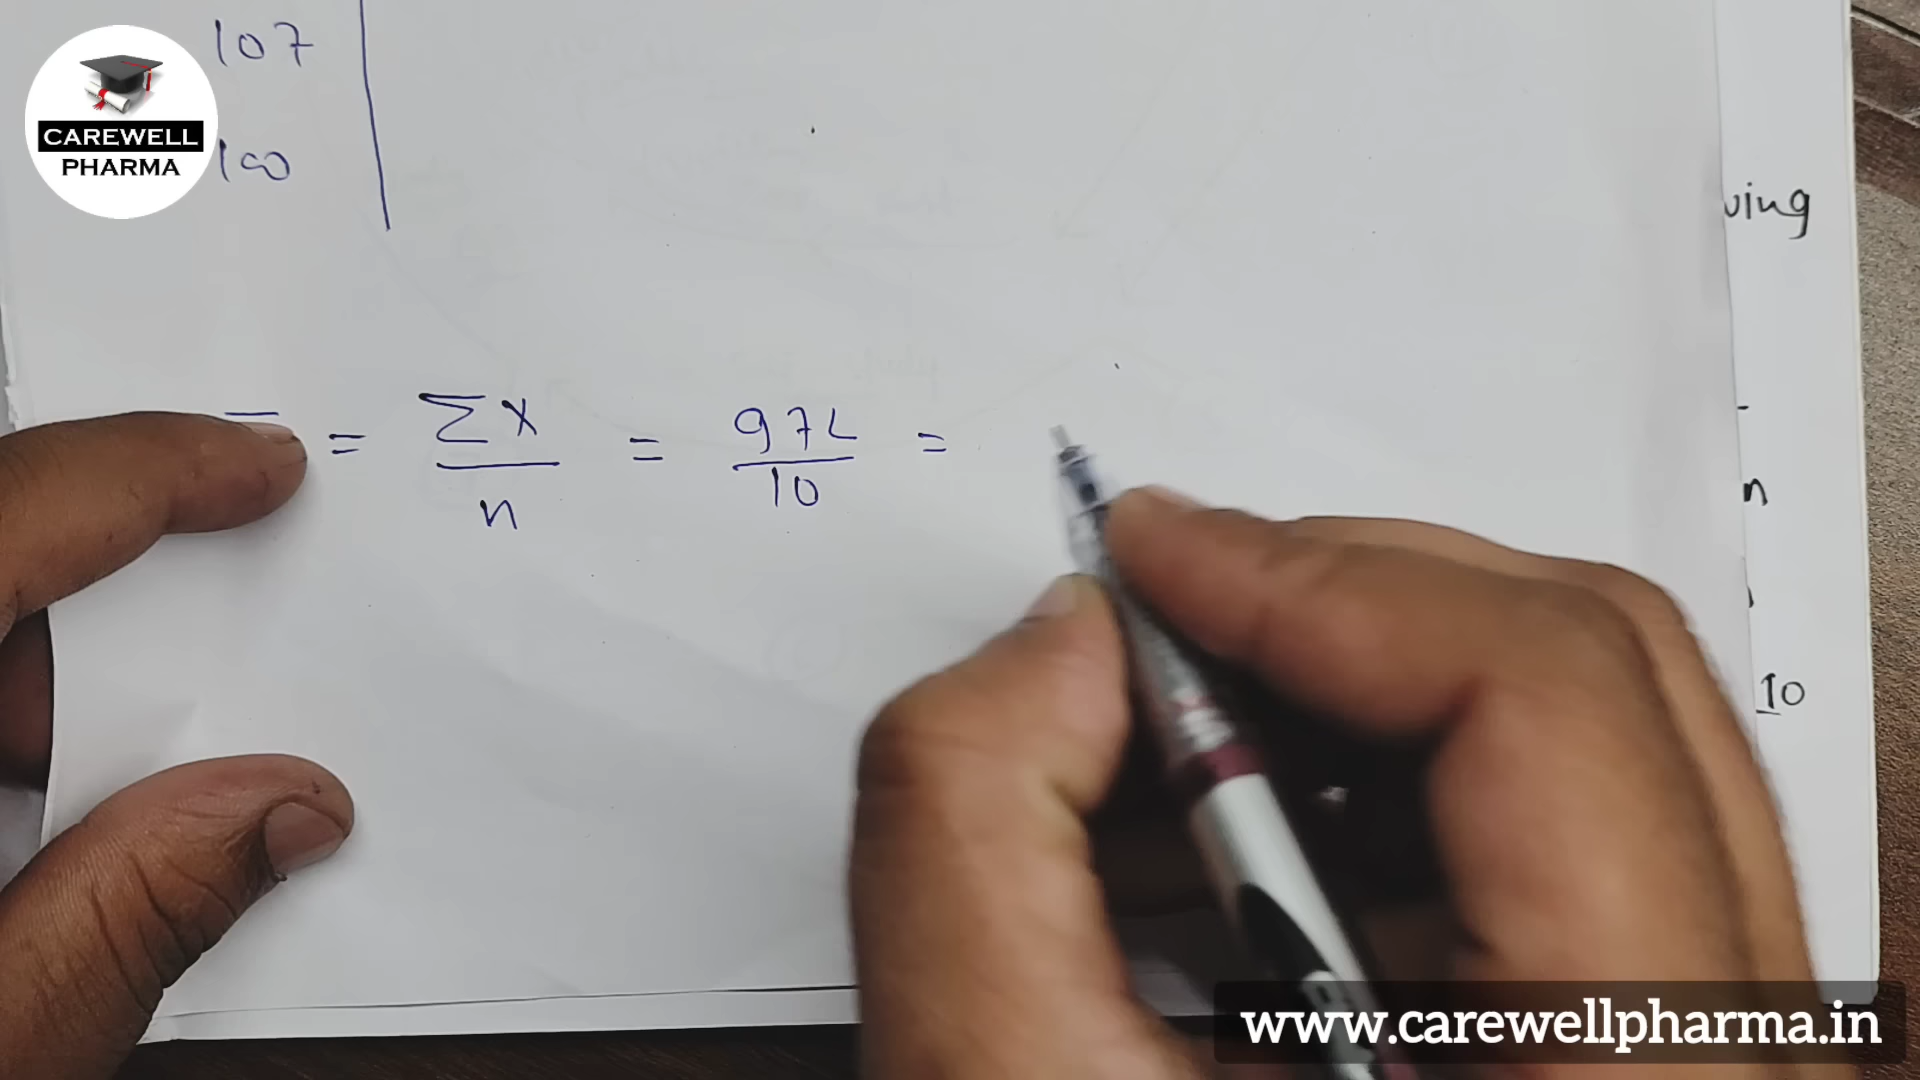 107
CAREWELL
PHARMA
100
ving
= Σx / n = 972 / 10 =
n
10
www.carewellpharma.in